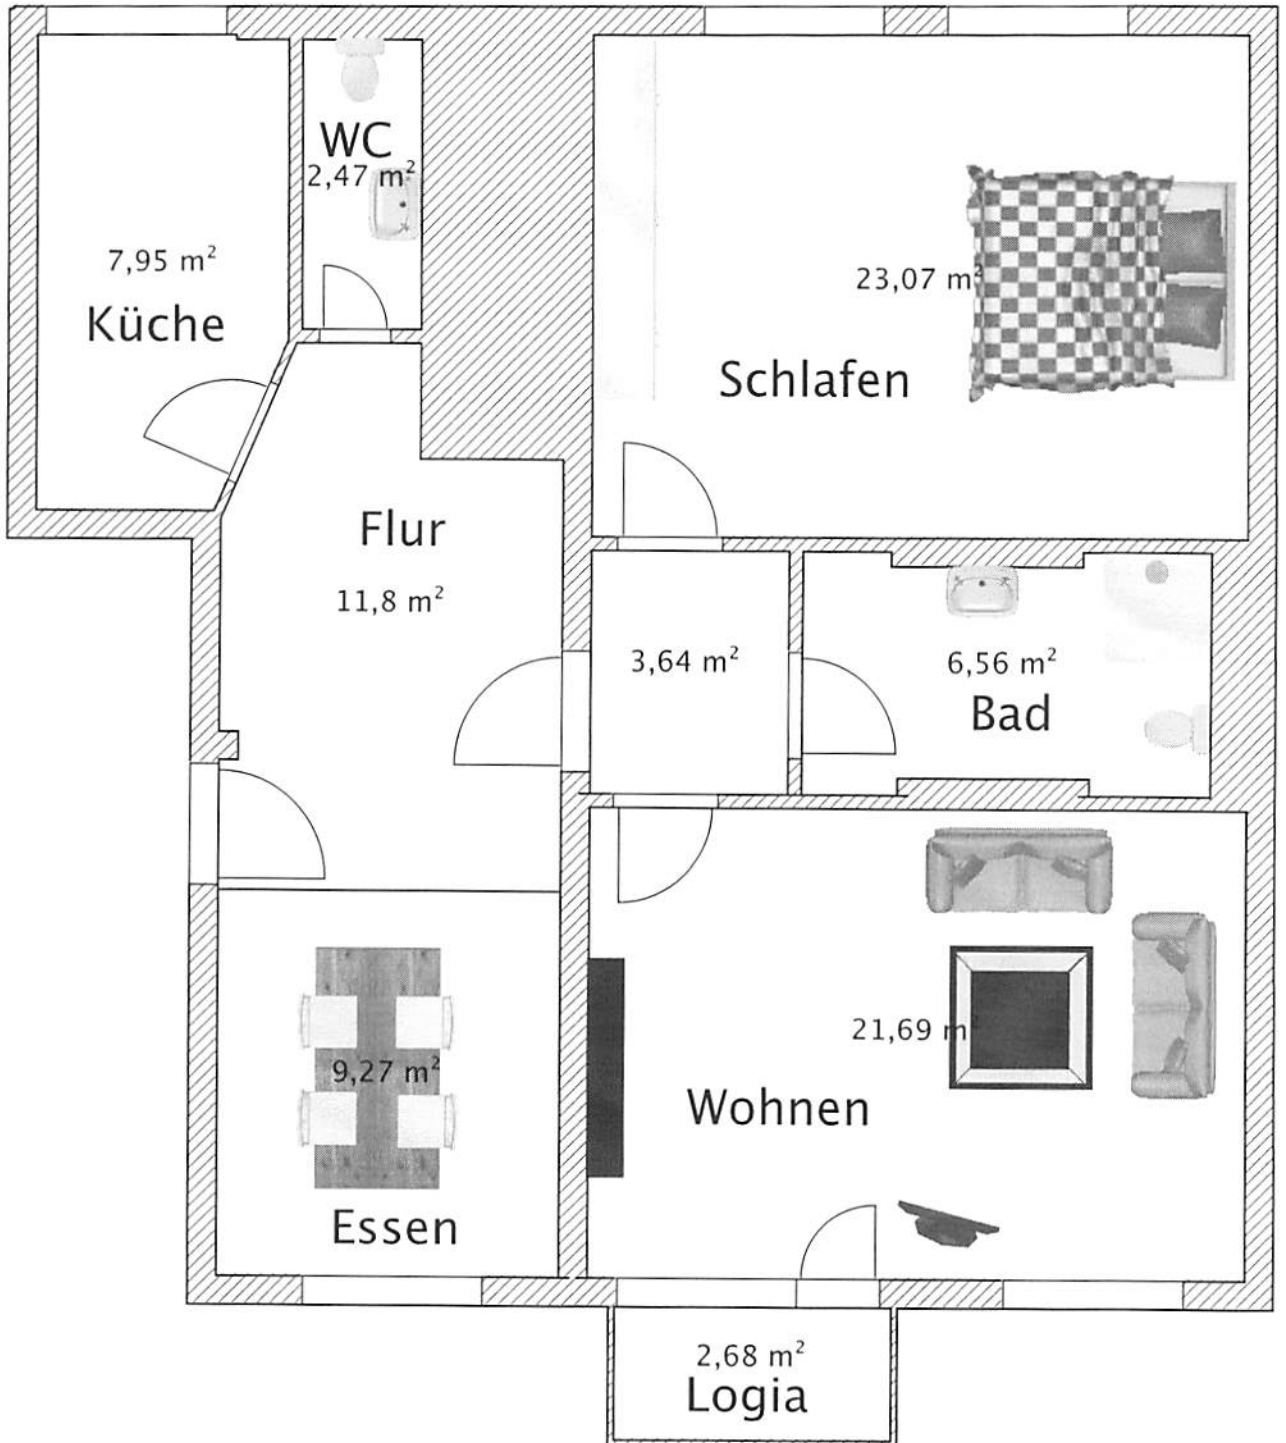 WC
2,47 m²
7,95 m²
Küche
23,07 m²
Schlafen
Flur
11,8 m²
3,64 m²
6,56 m²
Bad
21,69 m
Wohnen
9,27 m²
Essen
2,68 m²
Logia